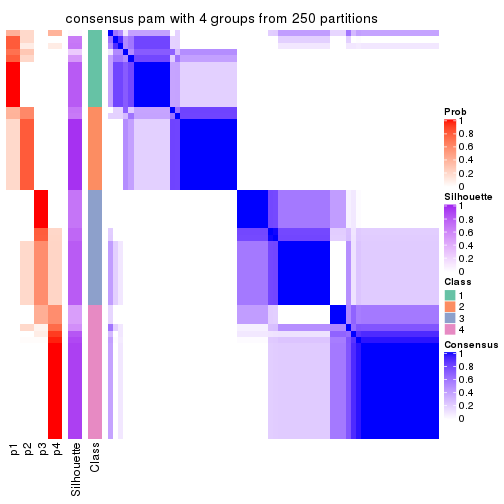 consensus pam with 4 groups from 250 partitions
Prob
1
0.8
0.6
0.4
0.2
0
Silhouette
1
0.8
0.6
0.4
0.2
0
Class
1
2
3
4
Consensus
1
0.8
0.6
0.4
0.2
0
p1
p2
p3
p4
Silhouette
Class